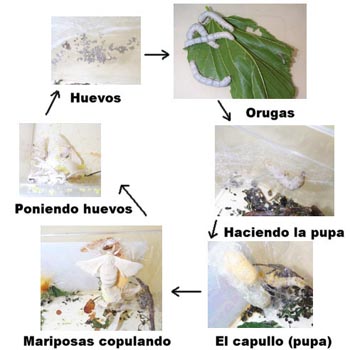 Huevos
Orugas
Haciendo la pupa
El capullo (pupa)
Mariposas copulando
Poniendo huevos